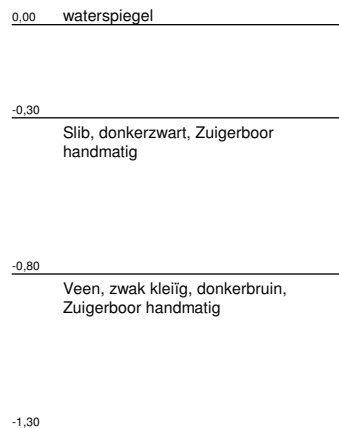 0,00 waterspiegel
-0,30
Slib, donkerzwart, Zuigerboor
handmatig
-0,80
Veen, zwak kleiïg, donkerbruin,
Zuigerboor handmatig
-1,30